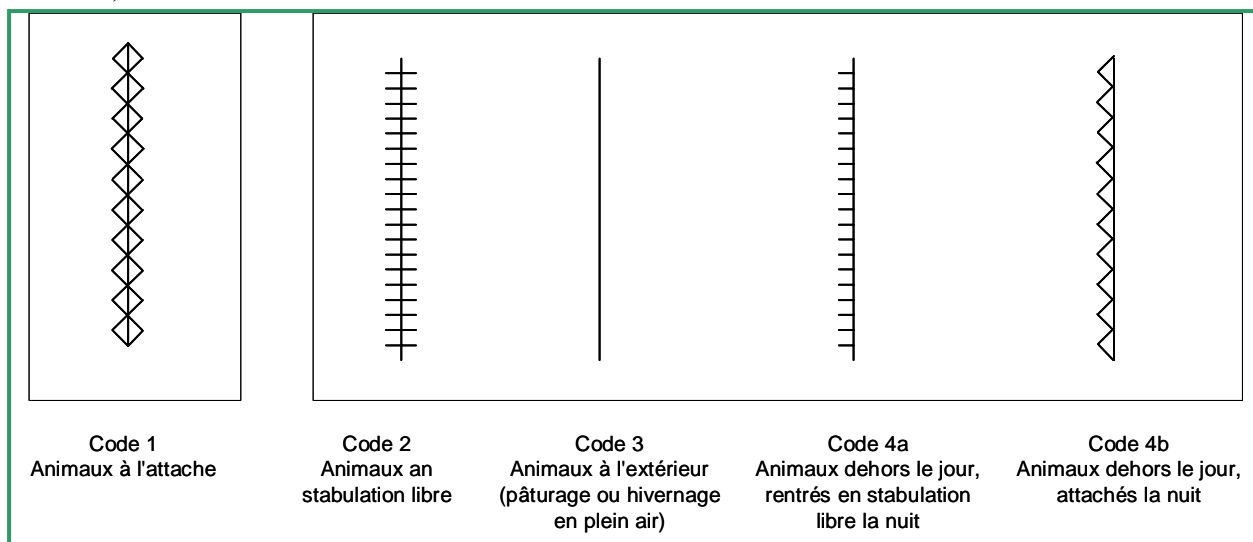 Code 1
Animaux à l'attache
Code 2
Animaux an
stabulation libre
Code 3
Animaux à l'extérieur
(pâturage ou hivernage
en plein air)
Code 4a
Animaux dehors le jour,
rentrés en stabulation
libre la nuit
Code 4b
Animaux dehors le jour,
attachés la nuit